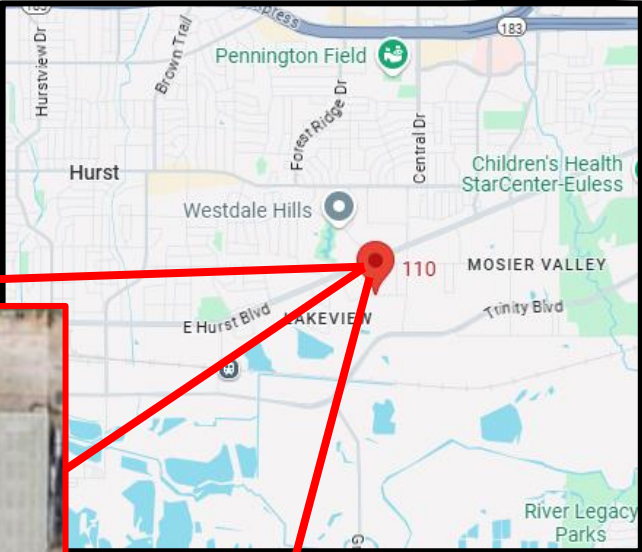 183
Hurstview Dr
Brown Trail
Pennington Field
Forest Ridge Dr
Central Dr
Hurst
Children's Health
StarCenter-Euless
Westdale Hills
110
MOSIER VALLEY
E Hurst Blvd
LAKEVIEW
Trinity Blvd
River Legacy
Parks